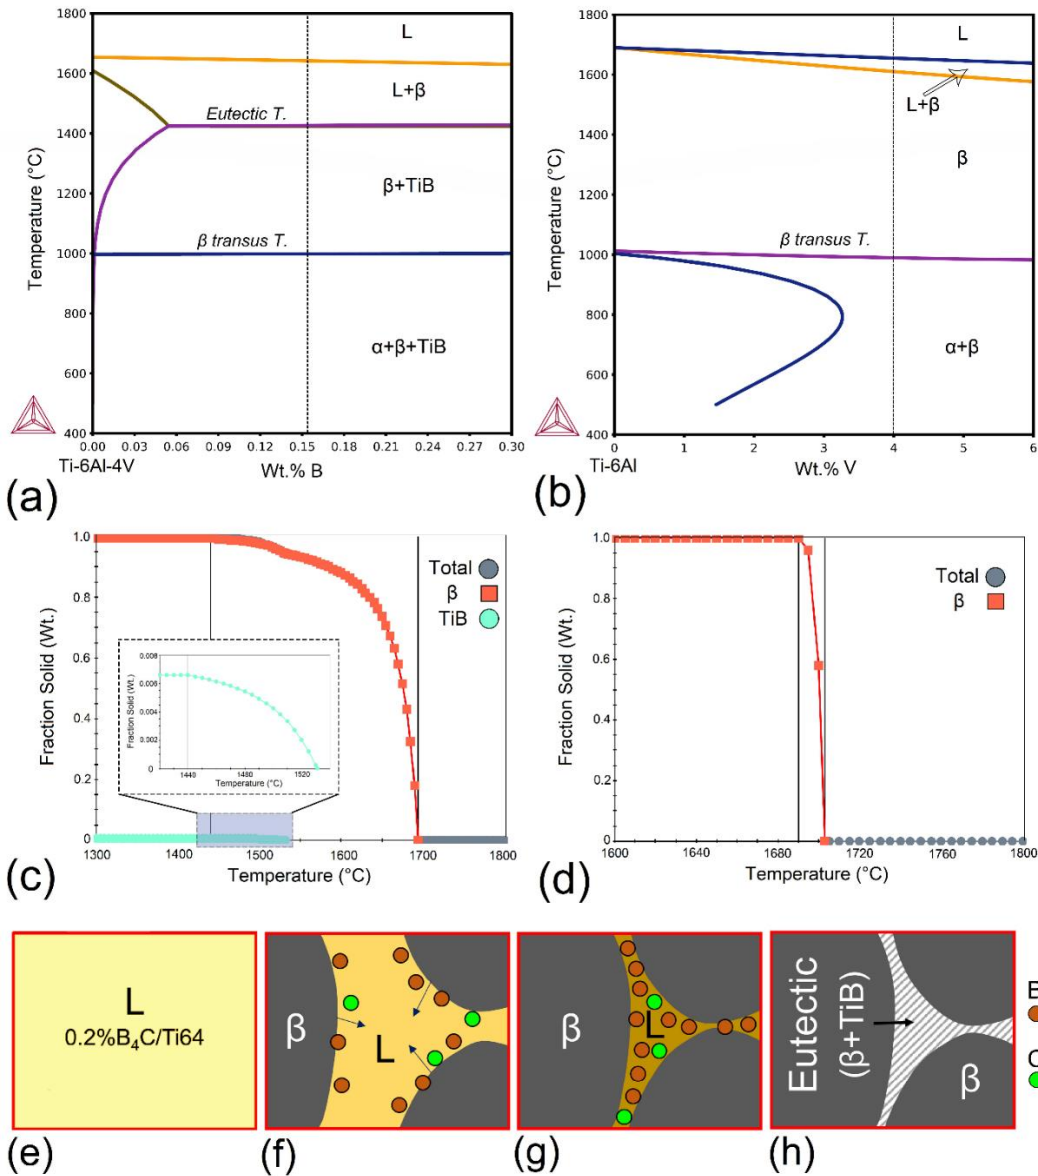 1800
1600
1400
1200
1000
800
600
400
Temperature (°C)
L
L+β
Eutectic T.
β+TiB
β transus T.
α+β+TiB
0.00 0.03 0.06 0.09 0.12 0.15 0.18 0.21 0.24 0.27 0.30
Ti-6Al-4V
Wt.% B
(a)
1800
1600
1400
1200
1000
800
600
400
Temperature (°C)
L
L+β
β
β transus T.
α+β
0 1 2 3 4 5 6
Ti-6Al
Wt.% V
(b)
1.0
0.8
0.6
0.4
0.2
0
Fraction Solid (Wt.)
Total
β
TiB
0.008
0.006
0.004
0.002
0
Fraction Solid (Wt.)
1440 1480 1520
Temperature (°C)
1300 1400 1500 1600 1700 1800
Temperature (°C)
(c)
1.0
0.8
0.6
0.4
0.2
0
Fraction Solid (Wt.)
Total
β
1600 1640 1680 1720 1760 1800
Temperature (°C)
(d)
L
0.2%B₄C/Ti64
(e)
β
L
(f)
β
L
(g)
Eutectic
(β+TiB)
β
(h)
B